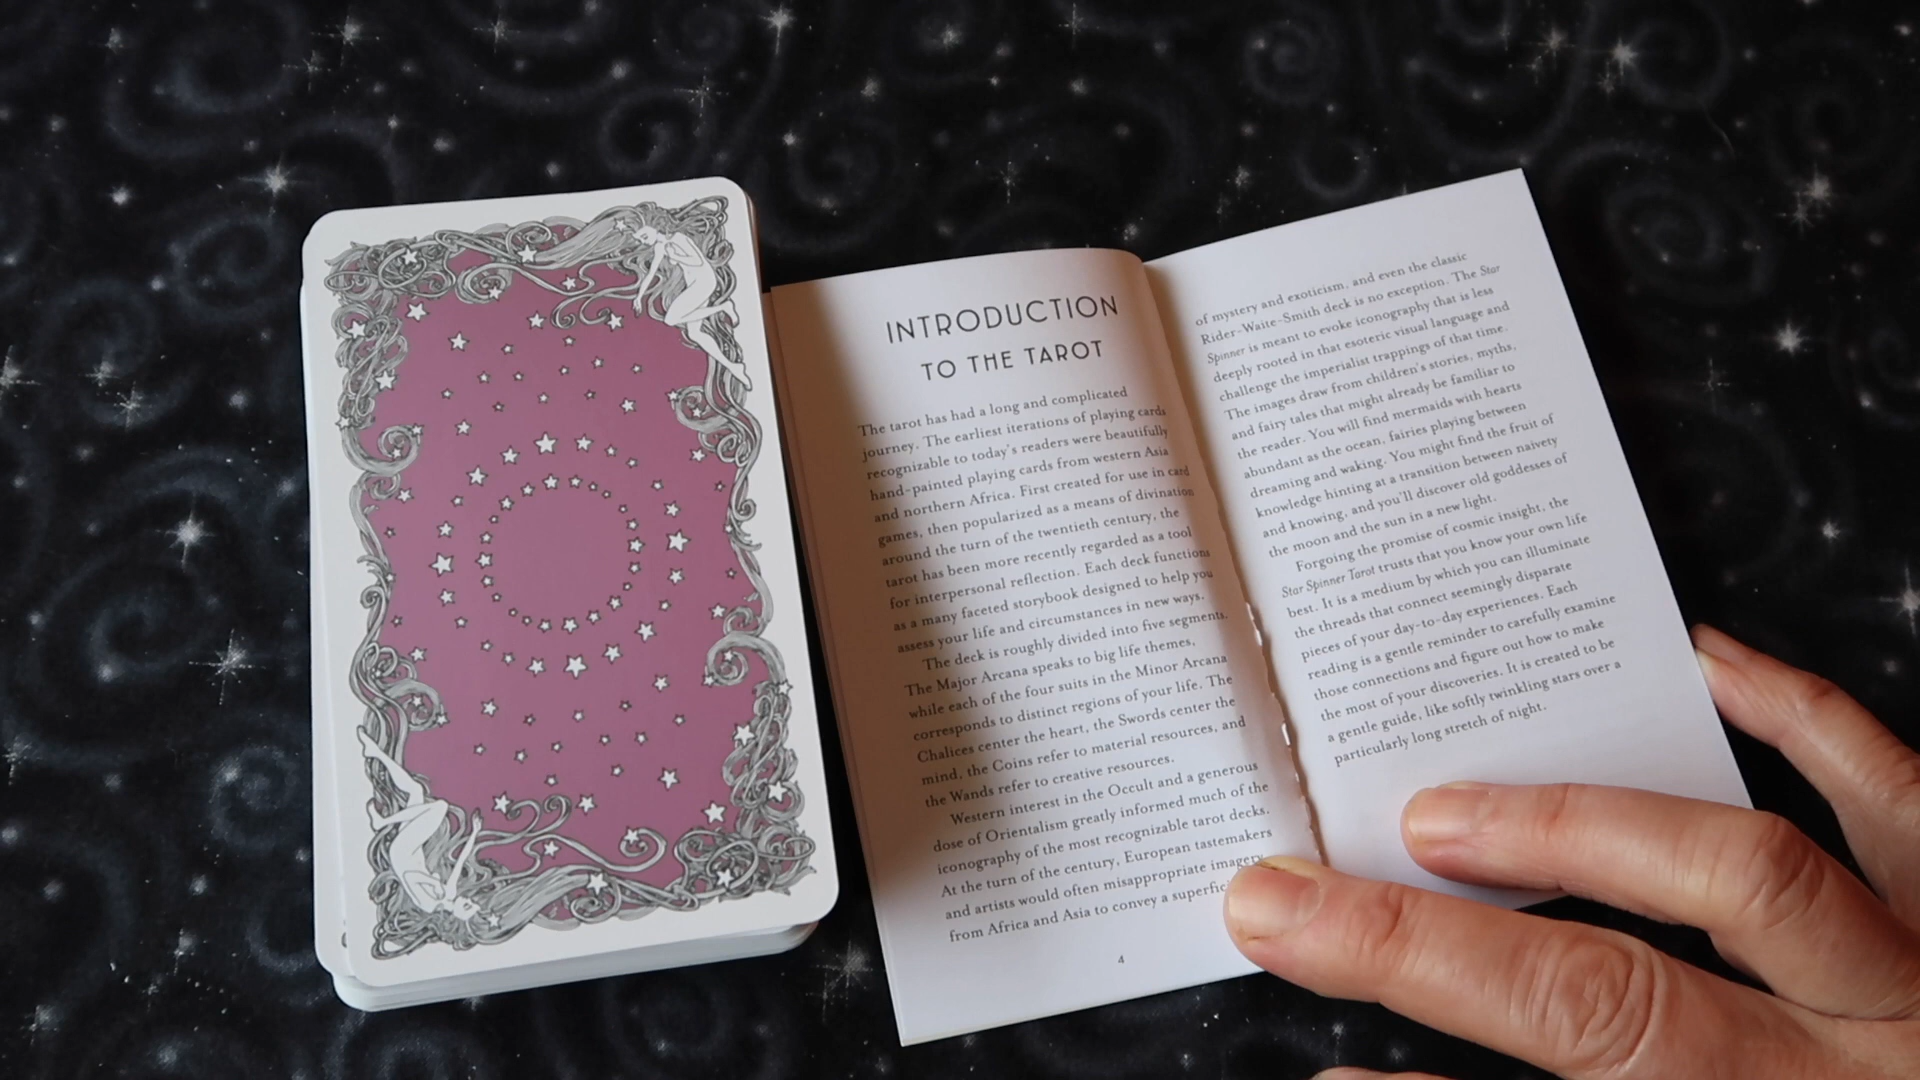 INTRODUCTION
TO THE TAROT
The tarot has had a long and complicated
journey. The earliest iterations of playing cards
recognizable to today's readers were beautifully
hand-painted playing cards from western Asia
and northern Africa. First created for use in card
games, then popularized as a means of divination
around the turn of the twentieth century, the
tarot has been more recently regarded as a tool
for interpersonal reflection. Each deck functions
as a many faceted storybook designed to help you
assess your life and circumstances in new ways.
The deck is roughly divided into five segments.
The Major Arcana speaks to big life themes,
while each of the four suits in the Minor Arcana
corresponds to distinct regions of your life. The
Chalices center the heart, the Swords center the
mind, the Coins refer to material resources, and
the Wands refer to creative resources.
Western interest in the Occult and a generous
dose of Orientalism greatly informed much of the
iconography of the most recognizable tarot decks.
At the turn of the century, European tastemakers
and artists would often misappropriate imagery
from Africa and Asia to convey a
4
of mystery and exoticism, and even the classic
Rider-Waite-Smith deck is no exception. The Star
Spinner is meant to evoke iconography that is less
deeply rooted in that esoteric visual language and
challenge the imperialist trappings of that time.
The images draw from children's stories, myths,
and fairy tales that might already be familiar to
the reader. You will find mermaids with hearts
abundant as the ocean, fairies playing between
dreaming and waking. You might find the fruit of
knowledge hinting at a transition between naivety
and knowing, and you'll discover old goddesses of
the moon and the sun in a new light.
Forgoing the promise of cosmic insight, the
Star Spinner Tarot trusts that you know your own life
best. It is a medium by which you can illuminate
the threads that connect seemingly disparate
pieces of your day-to-day experiences. Each
reading is a gentle reminder to carefully examine
those connections and figure out how to make
the most of your discoveries. It is created to be
a gentle guide, like softly twinkling stars over a
particularly long stretch of night.